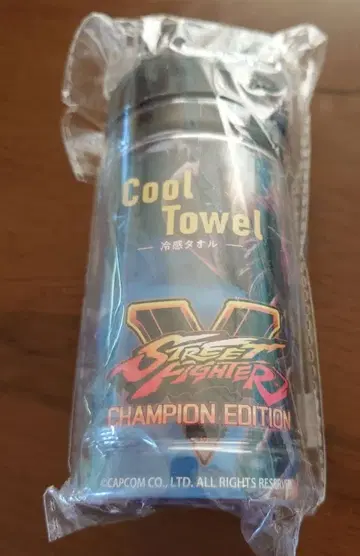 Cool
Towel
冷感タオル
V
STREET
FIGHTER
CHAMPION EDITION
©CAPCOM CO., LTD. ALL RIGHTS RESERVED